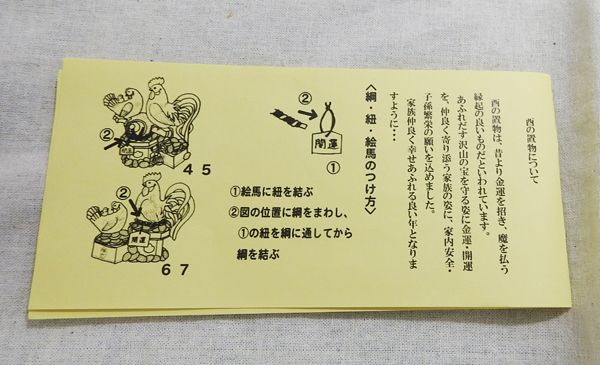 酉の置物について
酉の置物は、昔より金運を招き、魔を払う
縁起の良いものだといわれています。
あふれだす沢山の宝を守る姿に金運・開運
を、仲良く寄り添う家族の姿に、家内安全・
子孫繁栄の願いを込めました。
家族仲良く幸せあふれる良い年となりま
すように・・・
〈綱・紐・絵馬のつけ方〉
②
開運
①
①絵馬に紐を結ぶ
②図の位置に綱をまわし、
①の紐を綱に通してから
綱を結ぶ
②
4 5
②
開運
6 7